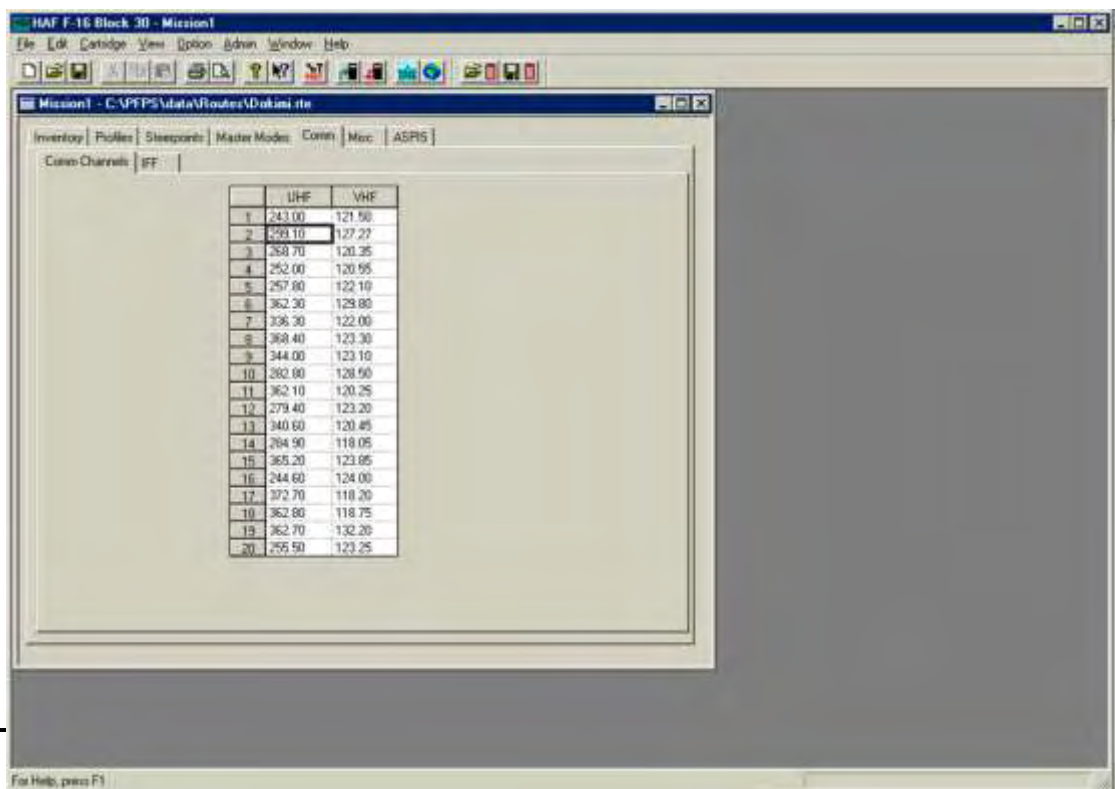 HAF F-16 Block 30 - Mission1
File Edit Cartridge View Option Admin Window Help
Mission1 - C:\PFPS\data\Routes\Dokimi.rte
Inventory Profiles Steerpoints Master Modes Comm Misc ASPIS
Comm Channels IFF
UHF VHF
1 243.00 121.50
2 299.10 127.27
3 268.70 120.35
4 252.00 120.55
5 257.80 122.10
6 362.30 129.80
7 336.30 122.00
8 368.40 123.30
9 344.00 123.10
10 282.80 128.50
11 362.10 120.25
12 279.40 123.20
13 340.60 120.45
14 284.90 118.05
15 365.20 123.85
16 244.60 124.00
17 372.70 118.20
18 362.80 118.75
19 362.70 132.20
20 255.50 123.25
For Help, press F1